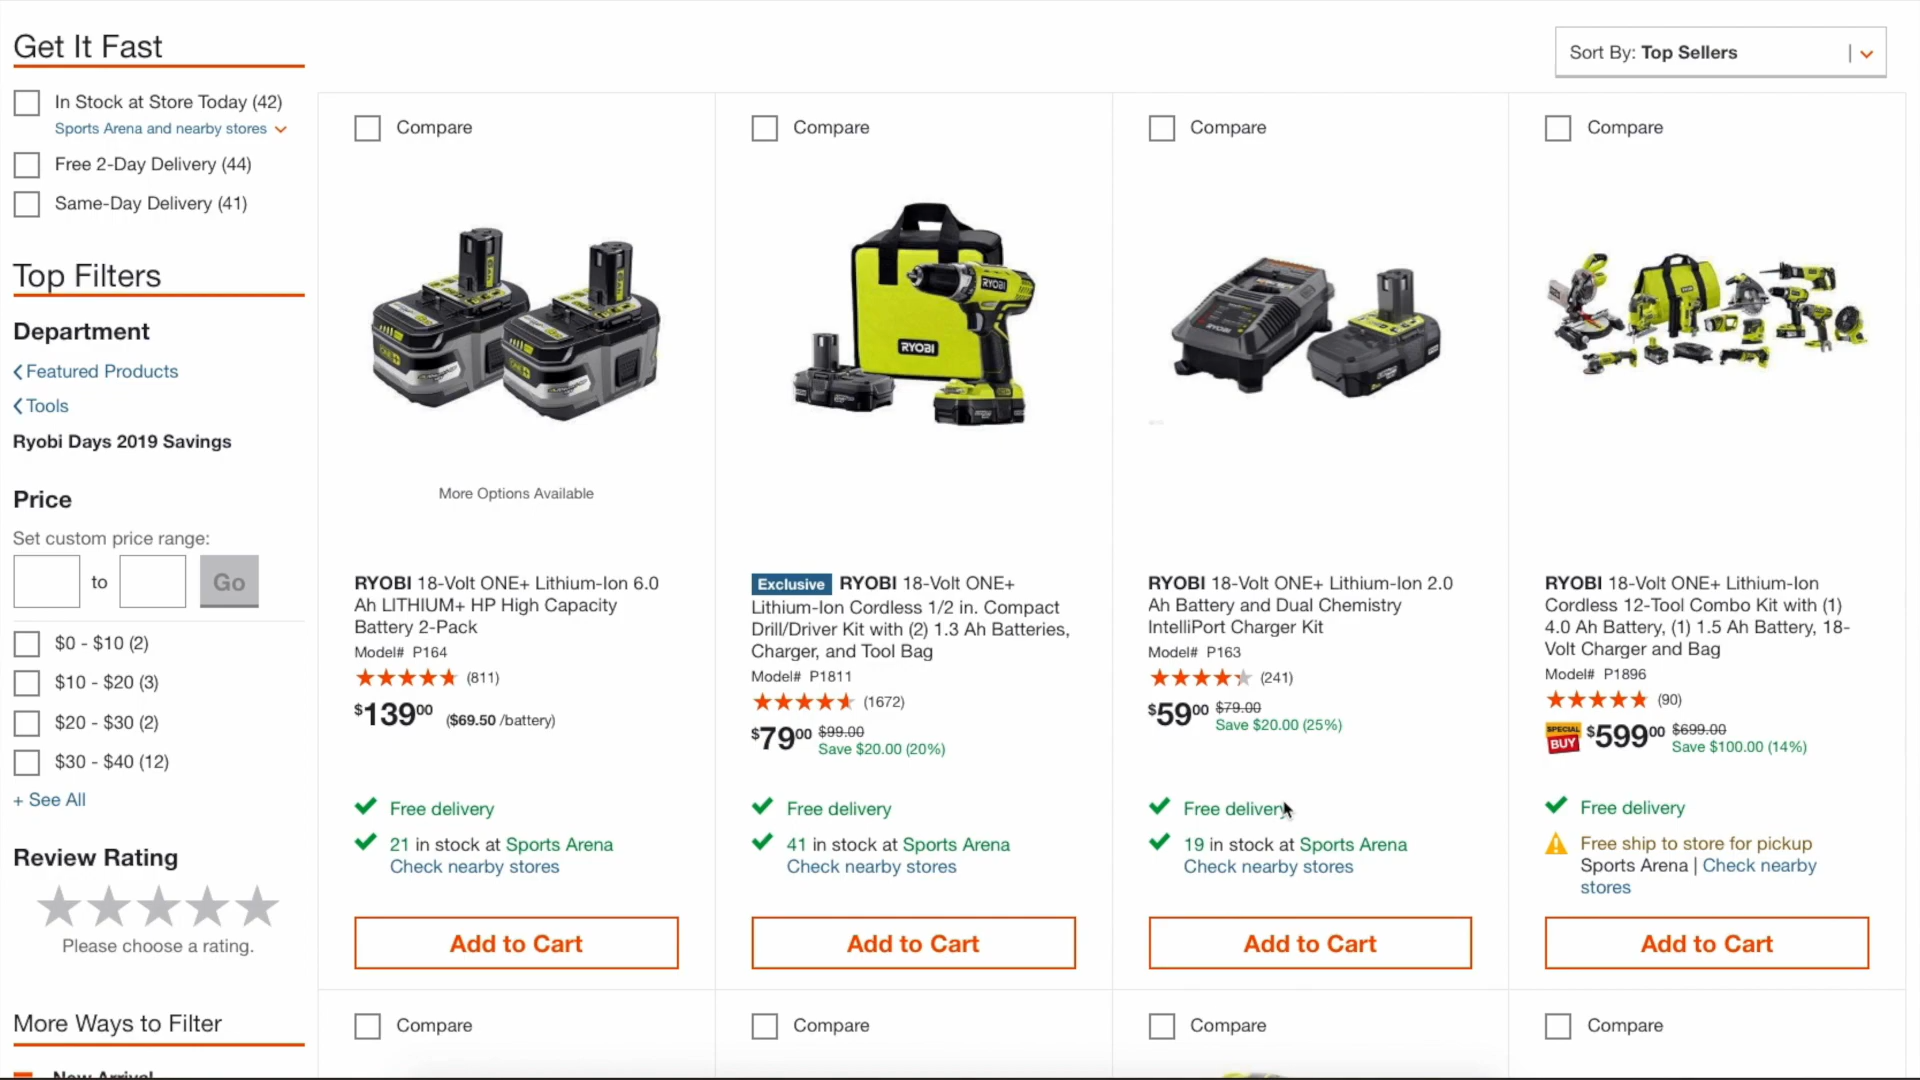 Get It Fast
Sort By: Top Sellers
In Stock at Store Today (42)
Sports Arena and nearby stores
Free 2-Day Delivery (44)
Same-Day Delivery (41)
Top Filters
Department
Featured Products
Tools
Ryobi Days 2019 Savings
Price
Set custom price range:
to
Go
$0 - $10 (2)
$10 - $20 (3)
$20 - $30 (2)
$30 - $40 (12)
+ See All
Review Rating
Please choose a rating.
More Ways to Filter
New Arrival
Compare
More Options Available
RYOBI 18-Volt ONE+ Lithium-Ion 6.0
Ah LITHIUM+ HP High Capacity
Battery 2-Pack
Model# P164
(811)
$13900 ($69.50 /battery)
Free delivery
21 in stock at Sports Arena
Check nearby stores
Add to Cart
Compare
RYOBI
RYOBI
Exclusive RYOBI 18-Volt ONE+
Lithium-Ion Cordless 1/2 in. Compact
Drill/Driver Kit with (2) 1.3 Ah Batteries,
Charger, and Tool Bag
Model# P1811
(1672)
$7900 $99.00
Save $20.00 (20%)
Free delivery
41 in stock at Sports Arena
Check nearby stores
Add to Cart
Compare
RYOBI
RYOBI 18-Volt ONE+ Lithium-Ion 2.0
Ah Battery and Dual Chemistry
IntelliPort Charger Kit
Model# P163
(241)
$5900 $79.00
Save $20.00 (25%)
Free delivery
19 in stock at Sports Arena
Check nearby stores
Add to Cart
Compare
RYOBI 18-Volt ONE+ Lithium-Ion
Cordless 12-Tool Combo Kit with (1)
4.0 Ah Battery, (1) 1.5 Ah Battery, 18-
Volt Charger and Bag
Model# P1896
(90)
SPECIAL
BUY
$59900 $699.00
Save $100.00 (14%)
Free delivery
Free ship to store for pickup
Sports Arena | Check nearby
stores
Add to Cart
Compare
Compare
Compare
Compare